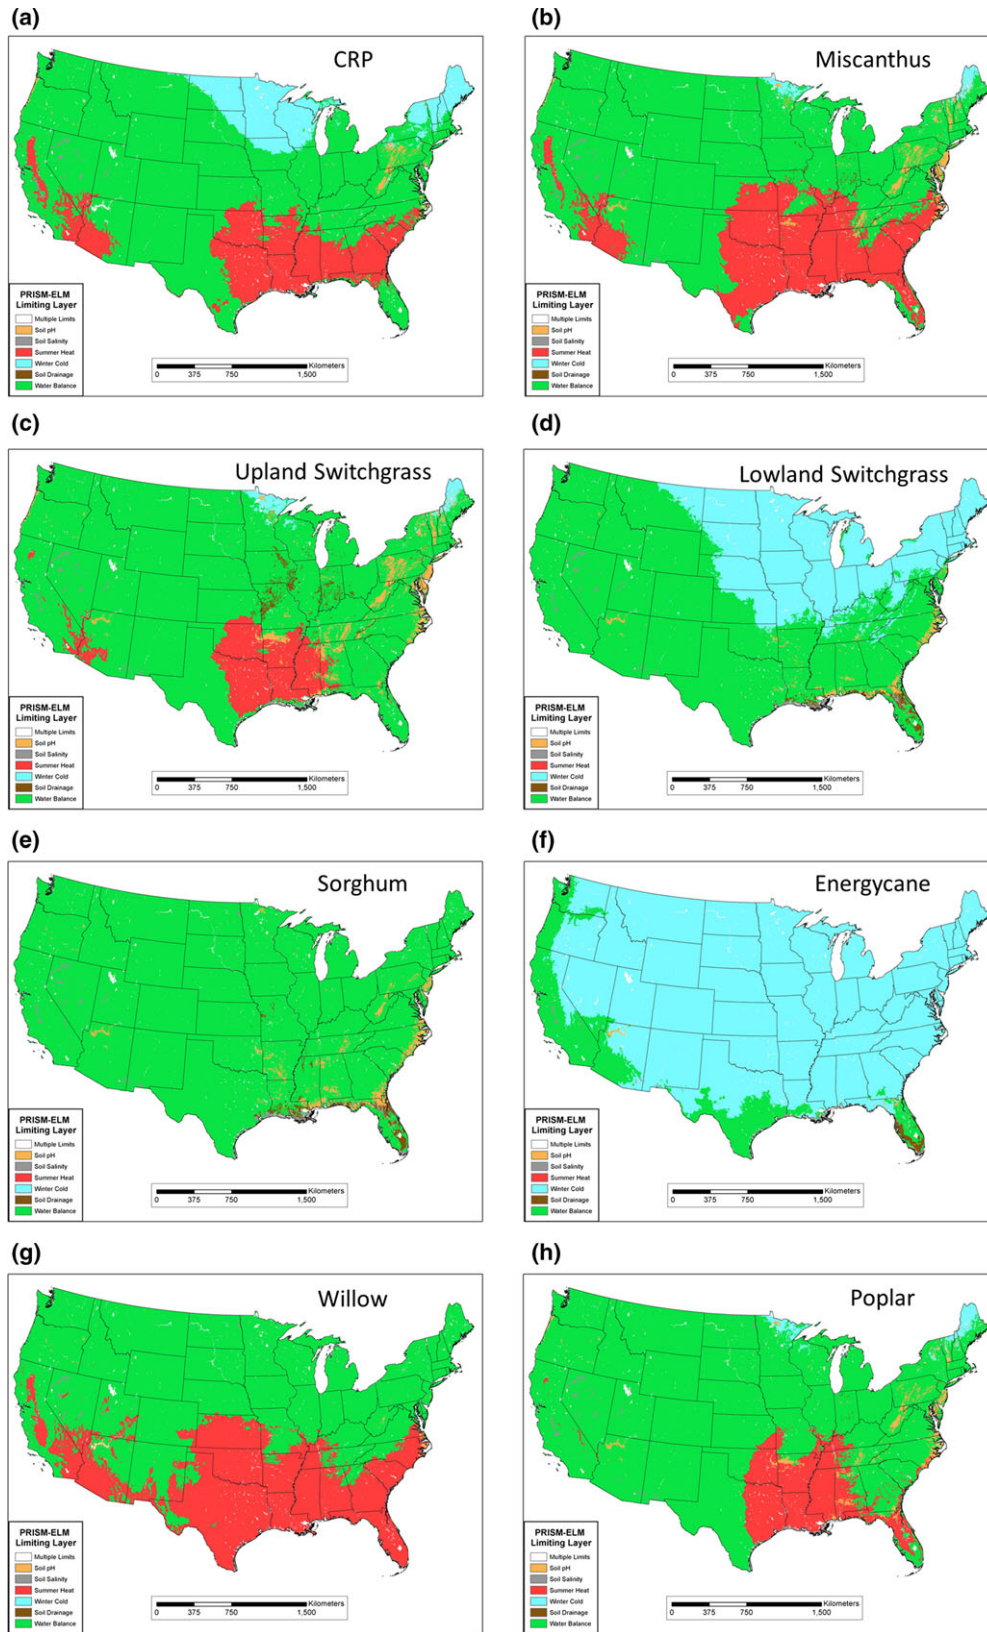 (a)
CRP
PRISM-ELM
Limiting Layer
Multiple Limits
Soil pH
Soil Salinity
Summer Heat
Winter Cold
Soil Drainage
Water Balance
Kilometers
0 375 750 1,500
(b)
Miscanthus
PRISM-ELM
Limiting Layer
Multiple Limits
Soil pH
Soil Salinity
Summer Heat
Winter Cold
Soil Drainage
Water Balance
Kilometers
0 375 750 1,500
(c)
Upland Switchgrass
PRISM-ELM
Limiting Layer
Multiple Limits
Soil pH
Soil Salinity
Summer Heat
Winter Cold
Soil Drainage
Water Balance
Kilometers
0 375 750 1,500
(d)
Lowland Switchgrass
PRISM-ELM
Limiting Layer
Multiple Limits
Soil pH
Soil Salinity
Summer Heat
Winter Cold
Soil Drainage
Water Balance
Kilometers
0 375 750 1,500
(e)
Sorghum
PRISM-ELM
Limiting Layer
Multiple Limits
Soil pH
Soil Salinity
Summer Heat
Winter Cold
Soil Drainage
Water Balance
Kilometers
0 375 750 1,500
(f)
Energycane
PRISM-ELM
Limiting Layer
Multiple Limits
Soil pH
Soil Salinity
Summer Heat
Winter Cold
Soil Drainage
Water Balance
Kilometers
0 375 750 1,500
(g)
Willow
PRISM-ELM
Limiting Layer
Multiple Limits
Soil pH
Soil Salinity
Summer Heat
Winter Cold
Soil Drainage
Water Balance
Kilometers
0 375 750 1,500
(h)
Poplar
PRISM-ELM
Limiting Layer
Multiple Limits
Soil pH
Soil Salinity
Summer Heat
Winter Cold
Soil Drainage
Water Balance
Kilometers
0 375 750 1,500